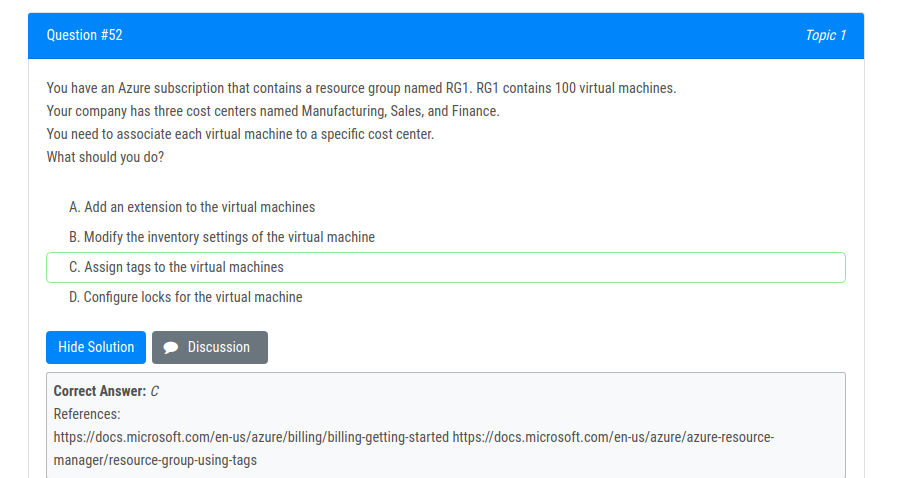 Question #52 Topic 1
You have an Azure subscription that contains a resource group named RG1. RG1 contains 100 virtual machines.
Your company has three cost centers named Manufacturing, Sales, and Finance.
You need to associate each virtual machine to a specific cost center.
What should you do?
A. Add an extension to the virtual machines
B. Modify the inventory settings of the virtual machine
C. Assign tags to the virtual machines
D. Configure locks for the virtual machine
Hide Solution Discussion
Correct Answer: C
References:
https://docs.microsoft.com/en-us/azure/billing/billing-getting-started https://docs.microsoft.com/en-us/azure/azure-resource-
manager/resource-group-using-tags